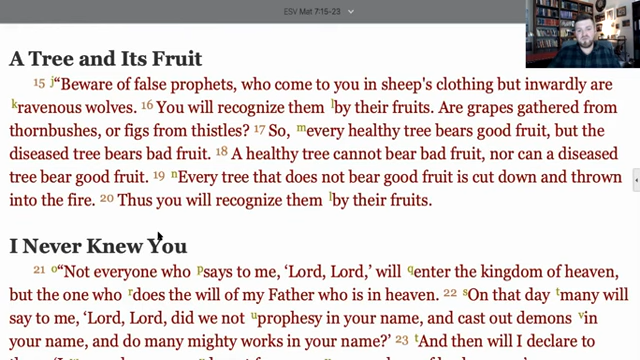 ESV Mat 7:15–23
A Tree and Its Fruit
15 j“Beware of false prophets, who come to you in sheep's clothing but inwardly are
kravenous wolves. 16 You will recognize them lby their fruits. Are grapes gathered from
thornbushes, or figs from thistles? 17 So, mevery healthy tree bears good fruit, but the
diseased tree bears bad fruit. 18 A healthy tree cannot bear bad fruit, nor can a diseased
tree bear good fruit. 19 nEvery tree that does not bear good fruit is cut down and thrown
into the fire. 20 Thus you will recognize them lby their fruits.
I Never Knew You
21 o“Not everyone who psays to me, ‘Lord, Lord,’ will qenter the kingdom of heaven,
but the one who rdoes the will of my Father who is in heaven. 22 sOn that day tmany will
say to me, ‘Lord, Lord, did we not uprophesy in your name, and cast out demons vin
your name, and do many mighty works in your name?’ 23 tAnd then will I declare to